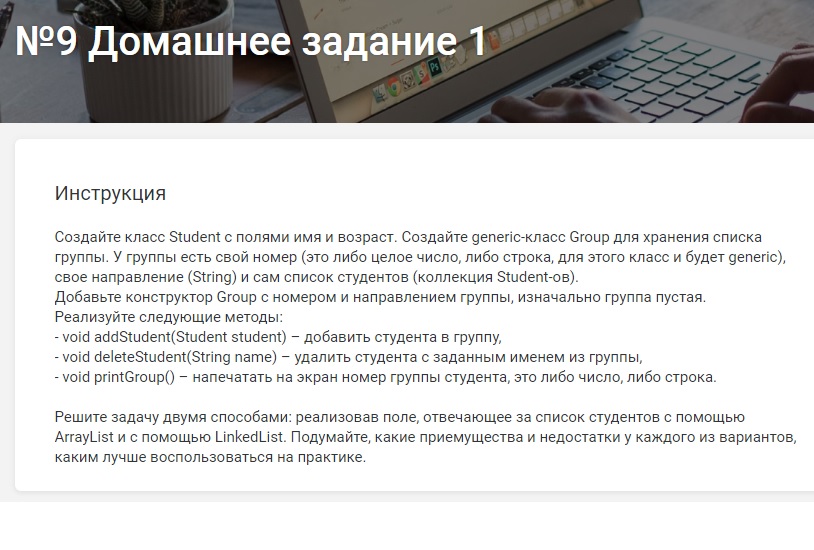 №9 Домашнее задание 1
Инструкция
Создайте класс Student с полями имя и возраст. Создайте generic-класс Group для хранения списка
группы. У группы есть свой номер (это либо целое число, либо строка, для этого класс и будет generic),
свое направление (String) и сам список студентов (коллекция Student-ов).
Добавьте конструктор Group с номером и направлением группы, изначально группа пустая.
Реализуйте следующие методы:
- void addStudent(Student student) – добавить студента в группу,
- void deleteStudent(String name) – удалить студента с заданным именем из группы,
- void printGroup() – напечатать на экран номер группы студента, это либо число, либо строка.
Решите задачу двумя способами: реализовав поле, отвечающее за список студентов с помощью
ArrayList и с помощью LinkedList. Подумайте, какие приемущества и недостатки у каждого из вариантов,
каким лучше воспользоваться на практике.